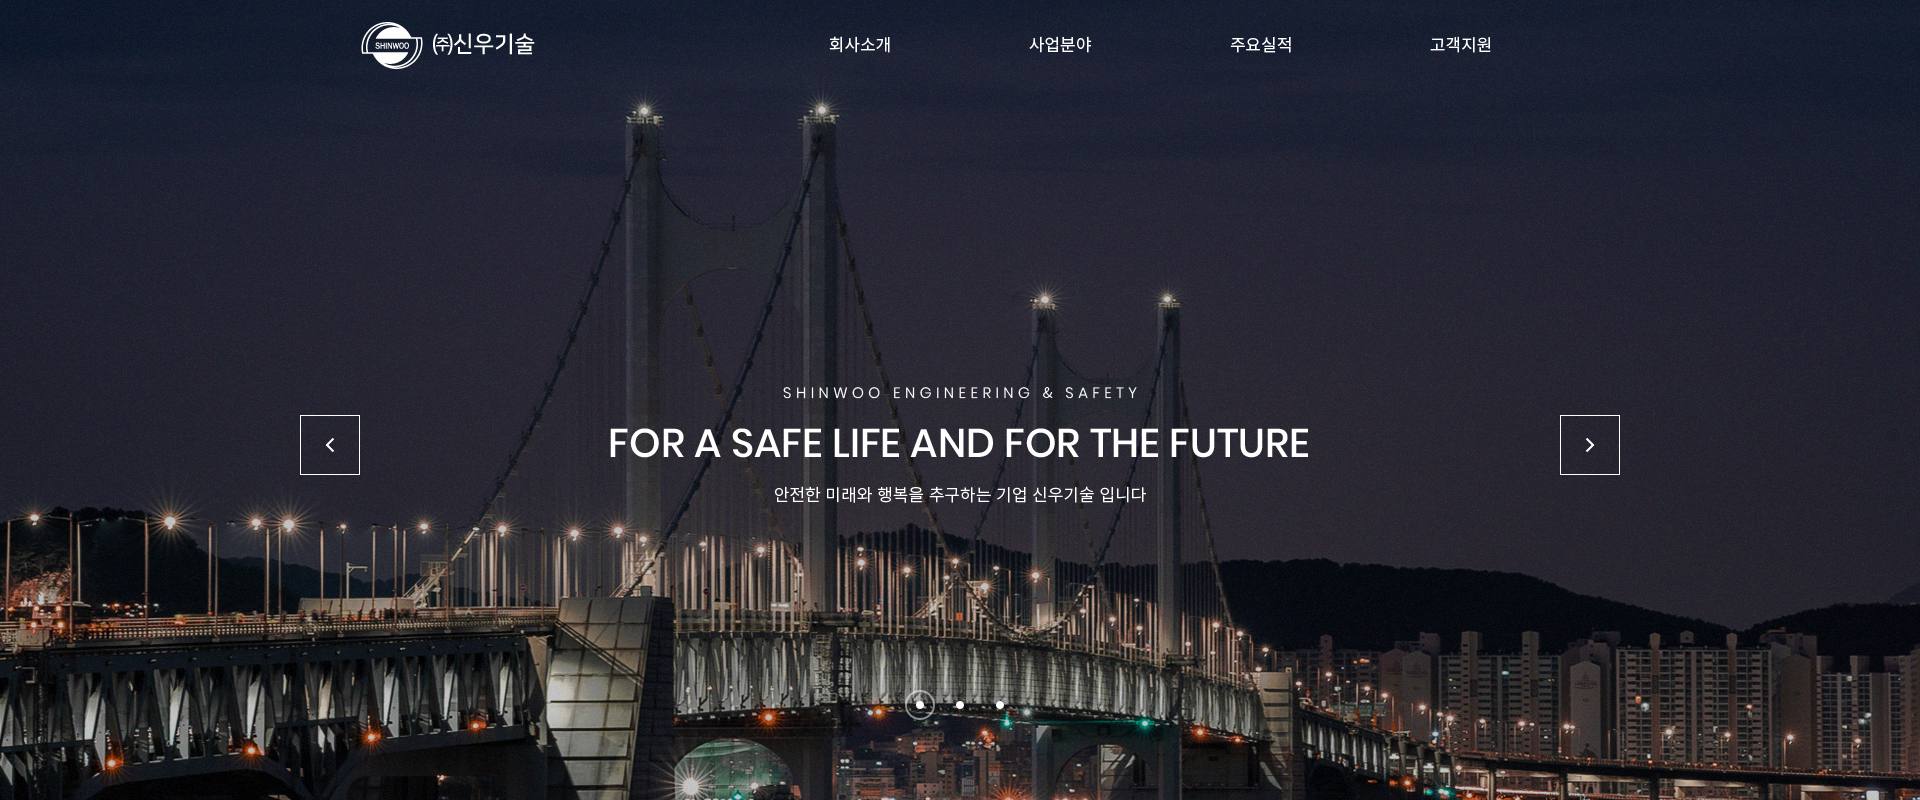 SHINWOO
㈜신우기술
회사소개
사업분야
주요실적
고객지원
SHINWOO ENGINEERING & SAFETY
FOR A SAFE LIFE AND FOR THE FUTURE
안전한 미래와 행복을 추구하는 기업 신우기술 입니다